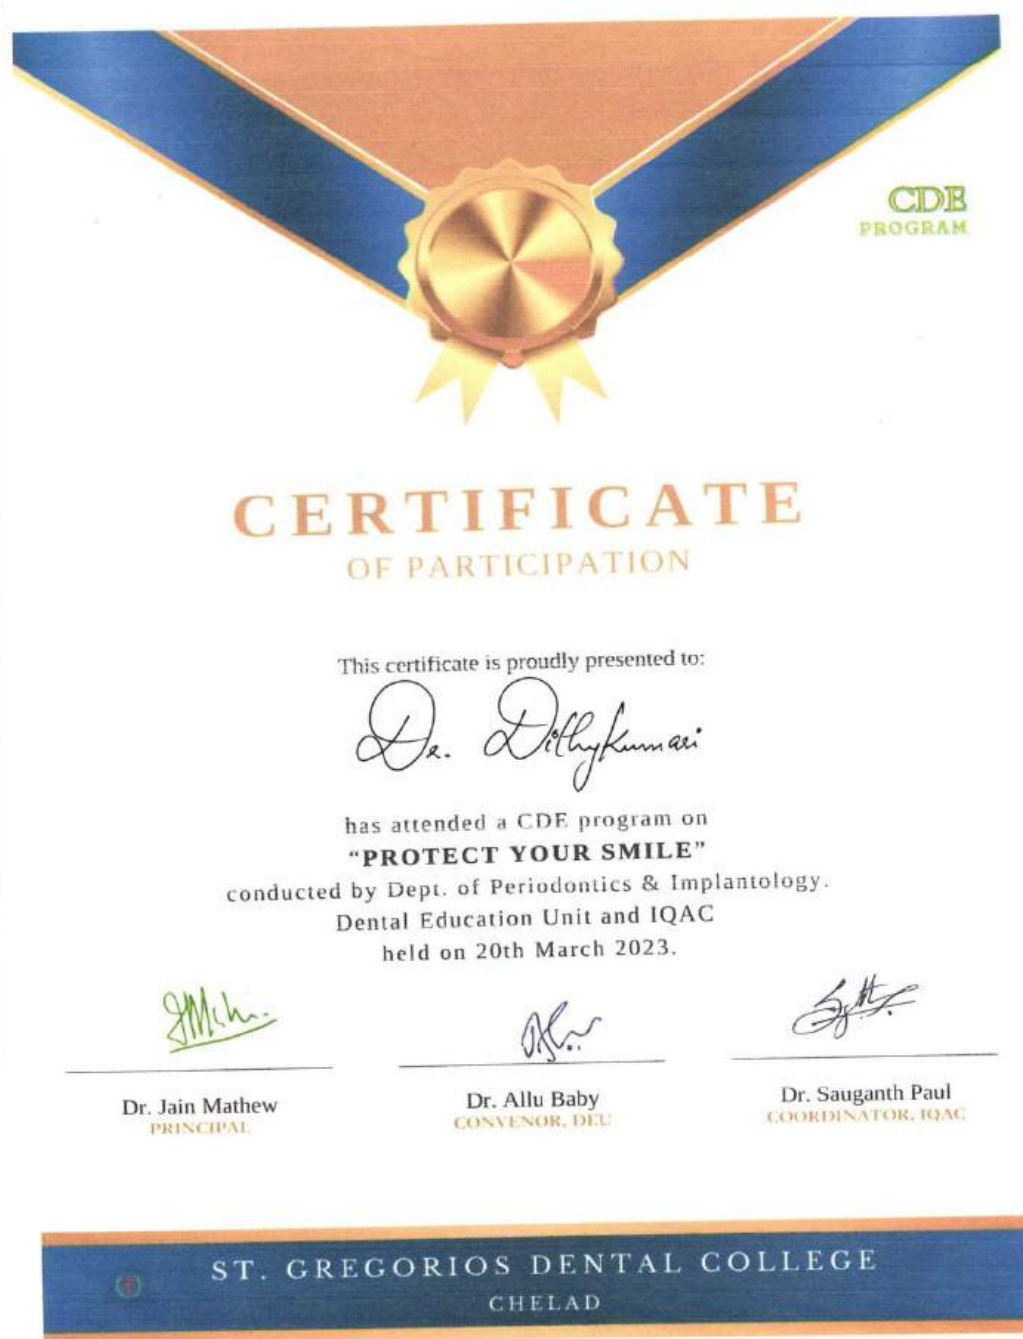 CDE
PROGRAM
CERTIFICATE
OF PARTICIPATION
This certificate is proudly presented to:
Dr. Dithykumari
has attended a CDE program on
“PROTECT YOUR SMILE”
conducted by Dept. of Periodontics & Implantology.
Dental Education Unit and IQAC
held on 20th March 2023.
Dr. Jain Mathew
PRINCIPAL
Dr. Allu Baby
CONVENOR, DEU
Dr. Sauganth Paul
COORDINATOR, IQAC
ST. GREGORIOS DENTAL COLLEGE
CHELAD